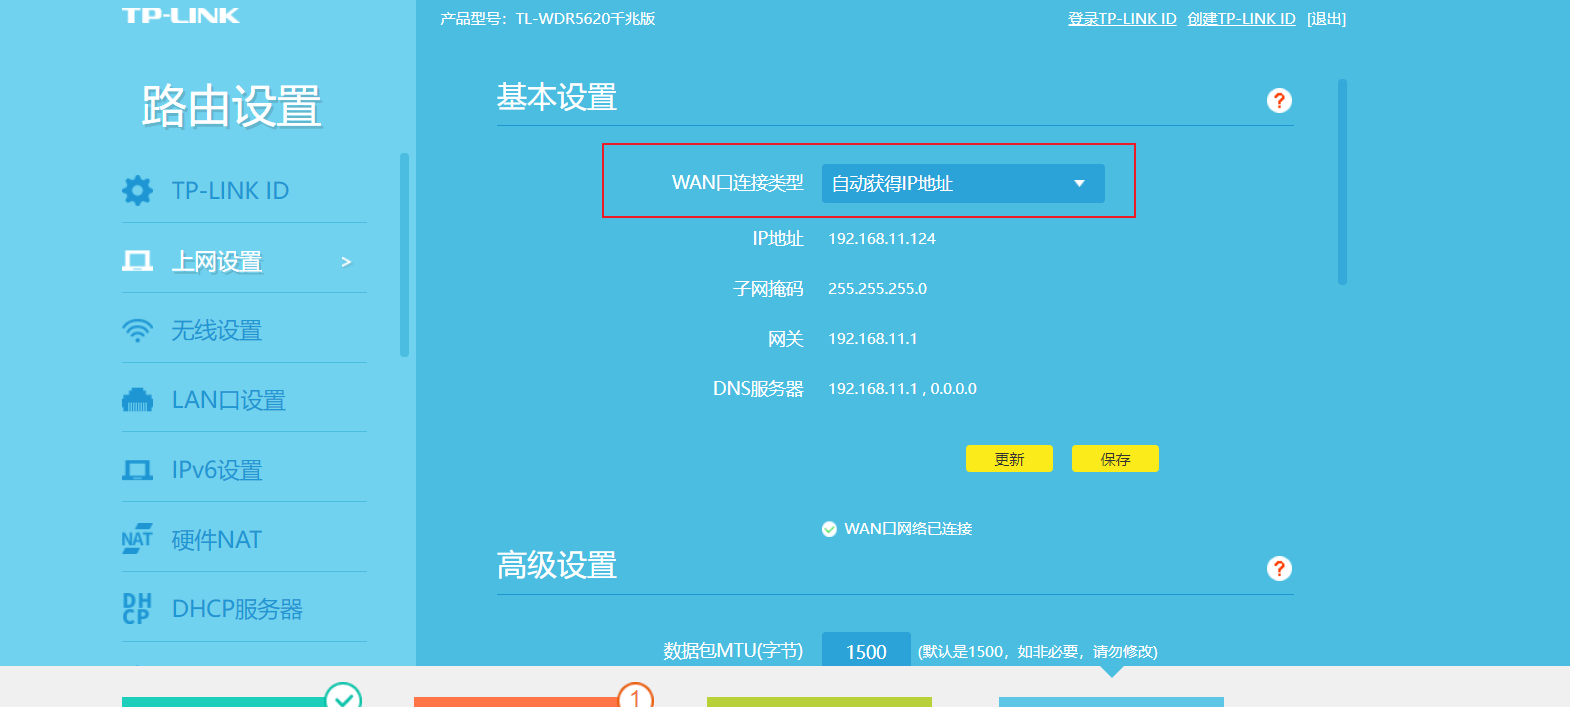 TP-LINK
产品型号：TL-WDR5620千兆版
登录TP-LINK ID 创建TP-LINK ID [退出]
路由设置
TP-LINK ID
上网设置 >
无线设置
LAN口设置
IPv6设置
NAT 硬件NAT
DHCP DHCP服务器
基本设置 ?
WAN口连接类型 自动获得IP地址
IP地址 192.168.11.124
子网掩码 255.255.255.0
网关 192.168.11.1
DNS服务器 192.168.11.1 , 0.0.0.0
更新 保存
WAN口网络已连接
高级设置 ?
数据包MTU(字节) 1500 (默认是1500，如非必要，请勿修改)
1